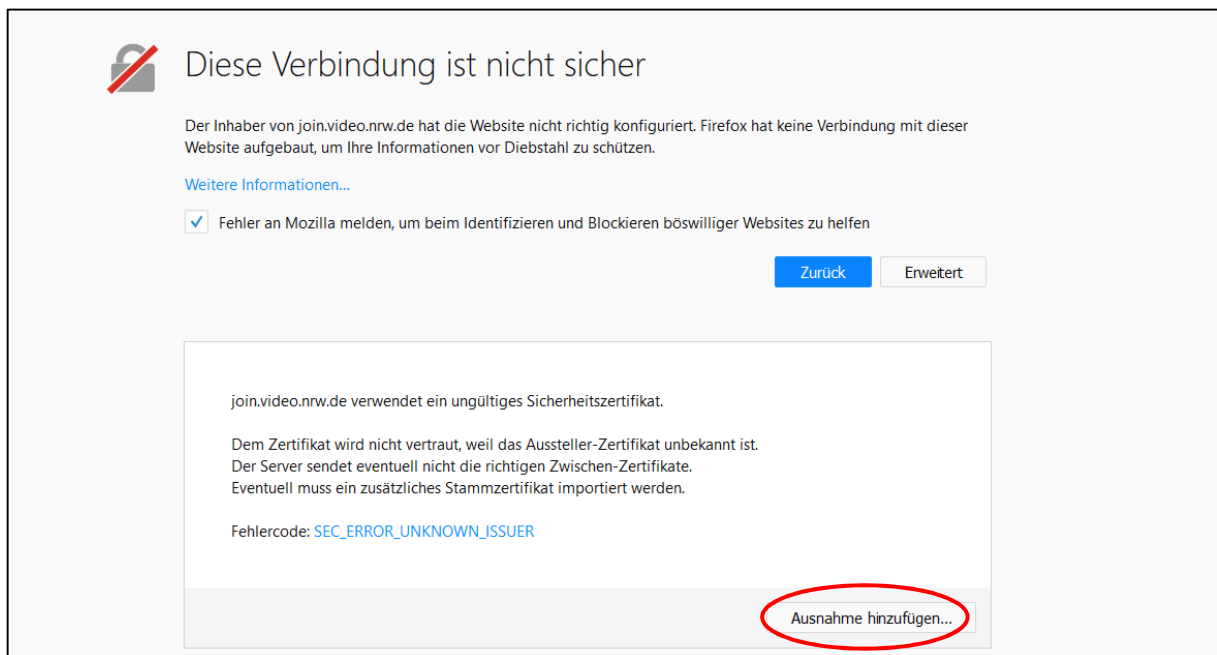 Diese Verbindung ist nicht sicher
Der Inhaber von join.video.nrw.de hat die Website nicht richtig konfiguriert. Firefox hat keine Verbindung mit dieser
Website aufgebaut, um Ihre Informationen vor Diebstahl zu schützen.
Weitere Informationen...
Fehler an Mozilla melden, um beim Identifizieren und Blockieren böswilliger Websites zu helfen
Zurück
Erweitert
join.video.nrw.de verwendet ein ungültiges Sicherheitszertifikat.
Dem Zertifikat wird nicht vertraut, weil das Aussteller-Zertifikat unbekannt ist.
Der Server sendet eventuell nicht die richtigen Zwischen-Zertifikate.
Eventuell muss ein zusätzliches Stammzertifikat importiert werden.
Fehlercode: SEC_ERROR_UNKNOWN_ISSUER
Ausnahme hinzufügen...